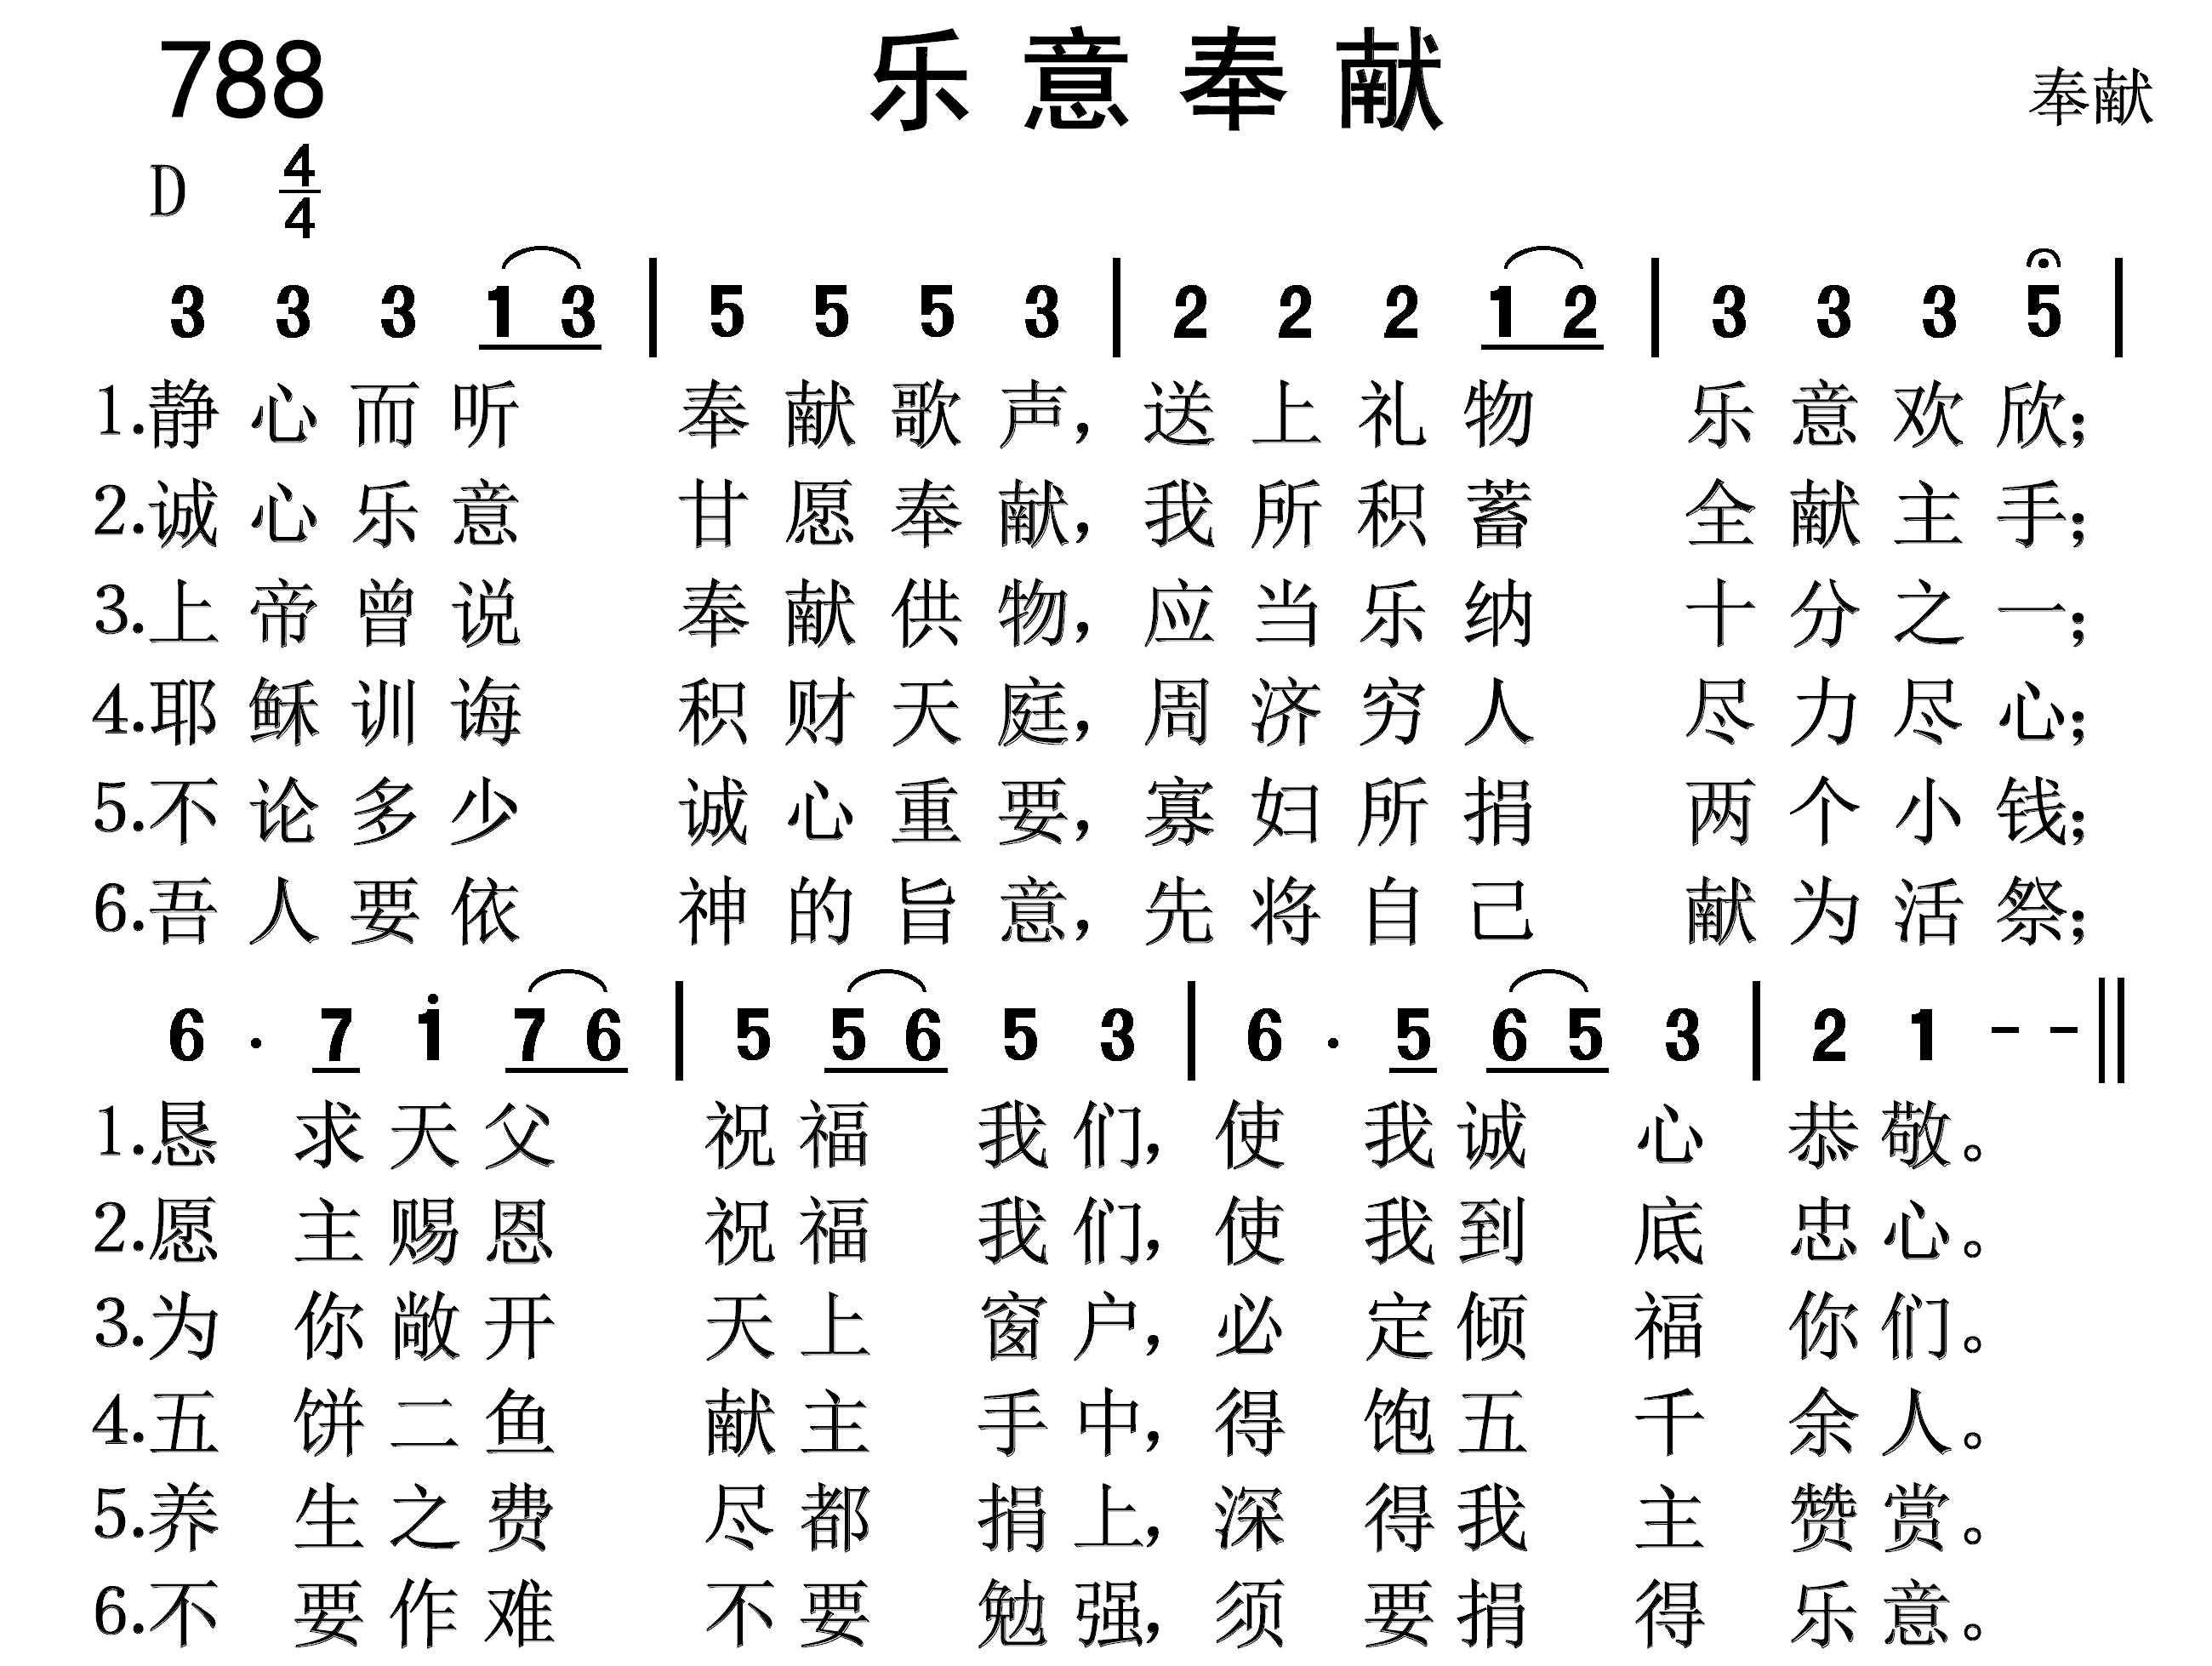 788 乐意奉献 奉献
D 4/4
3 3 3 1 3 | 5 5 5 3 | 2 2 2 1 2 | 3 3 3 5 |
1.静心而听 奉献歌声，送上礼物 乐意欢欣；
2.诚心乐意 甘愿奉献，我所积蓄 全献主手；
3.上帝曾说 奉献供物，应当乐纳 十分之一；
4.耶稣训诲 积财天庭，周济穷人 尽力尽心；
5.不论多少 诚心重要，寡妇所捐 两个小钱；
6.吾人要依 神的旨意，先将自己 献为活祭；
6 · 7 i 7 6 | 5 5 6 5 3 | 6 · 5 6 5 3 | 2 1 - - ||
1.恳 求天父 祝福 我们，使 我诚 心 恭敬。
2.愿 主赐恩 祝福 我们，使 我到 底 忠心。
3.为 你敞开 天上 窗户，必 定倾 福 你们。
4.五 饼二鱼 献主 手中，得 饱五 千 余人。
5.养 生之费 尽都 捐上，深 得我 主 赞赏。
6.不 要作难 不要 勉强，须 要捐 得 乐意。